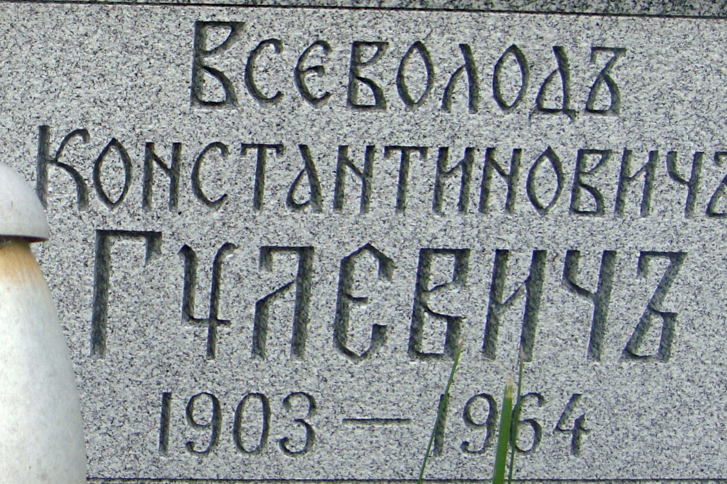 Всеволодъ
Константиновичъ
Гулевичъ
1903 — 1964